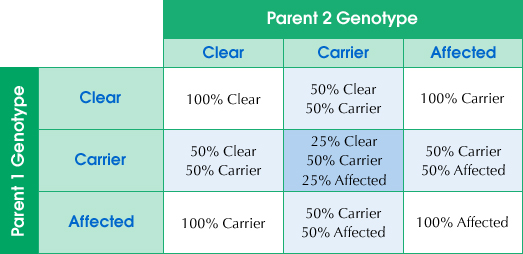 Parent 2 Genotype
Clear
Carrier
Affected
Parent 1 Genotype
Clear
100% Clear
50% Clear
50% Carrier
100% Carrier
Carrier
50% Clear
50% Carrier
25% Clear
50% Carrier
25% Affected
50% Carrier
50% Affected
Affected
100% Carrier
50% Carrier
50% Affected
100% Affected